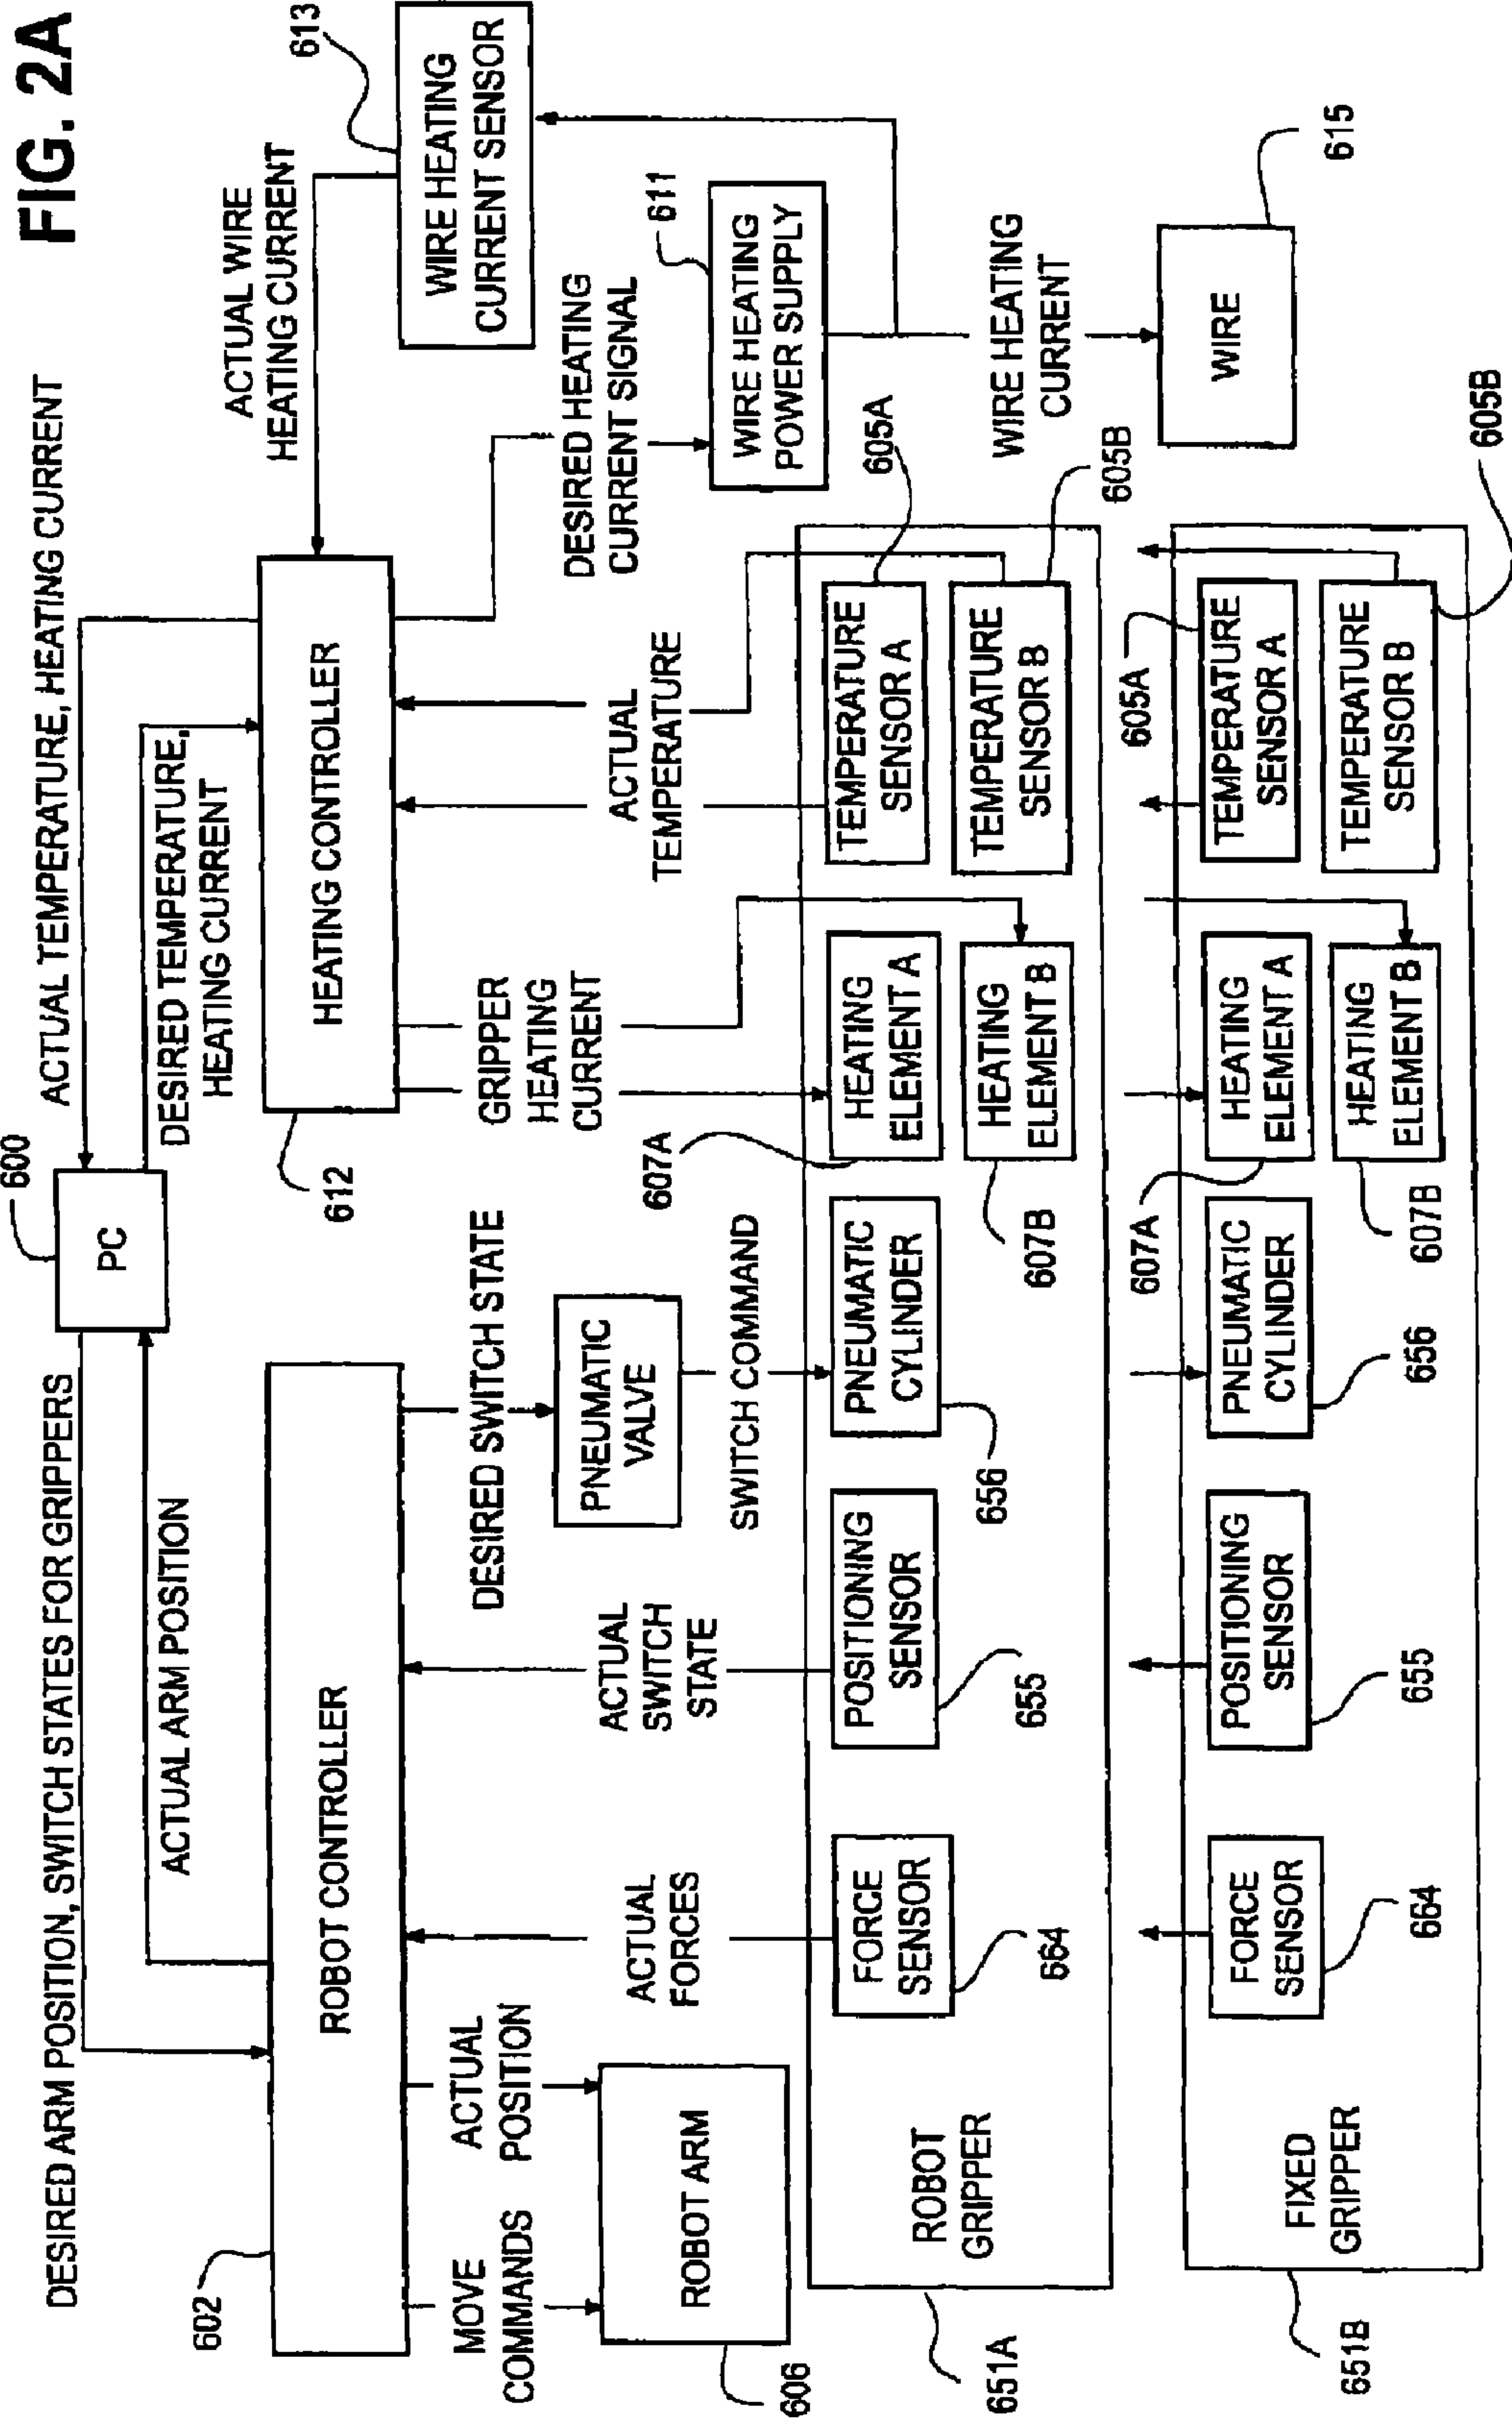 FIG. 2A
600
PC
DESIRED ARM POSITION, SWITCH STATES FOR GRIPPERS
ACTUAL TEMPERATURE, HEATING CURRENT
ACTUAL ARM POSITION
DESIRED TEMPERATURE,
HEATING CURRENT
ACTUAL WIRE
HEATING CURRENT
613
602
ROBOT CONTROLLER
612
HEATING CONTROLLER
WIRE HEATING
CURRENT SENSOR
MOVE
COMMANDS
ACTUAL
POSITION
ACTUAL
FORCES
ACTUAL
SWITCH
STATE
DESIRED SWITCH STATE
PNEUMATIC
VALVE
SWITCH COMMAND
GRIPPER
HEATING
CURRENT
ACTUAL
TEMPERATURE
DESIRED HEATING
CURRENT SIGNAL
611
WIRE HEATING
POWER SUPPLY
606
ROBOT ARM
607A
605A
651A
ROBOT
GRIPPER
FORCE
SENSOR
664
POSITIONING
SENSOR
655
PNEUMATIC
CYLINDER
656
HEATING
ELEMENT A
HEATING
ELEMENT B
607B
TEMPERATURE
SENSOR A
TEMPERATURE
SENSOR B
605B
WIRE HEATING
CURRENT
WIRE
615
607A
605A
651B
FIXED
GRIPPER
FORCE
SENSOR
664
POSITIONING
SENSOR
655
PNEUMATIC
CYLINDER
656
HEATING
ELEMENT A
HEATING
ELEMENT B
607B
TEMPERATURE
SENSOR A
TEMPERATURE
SENSOR B
605B